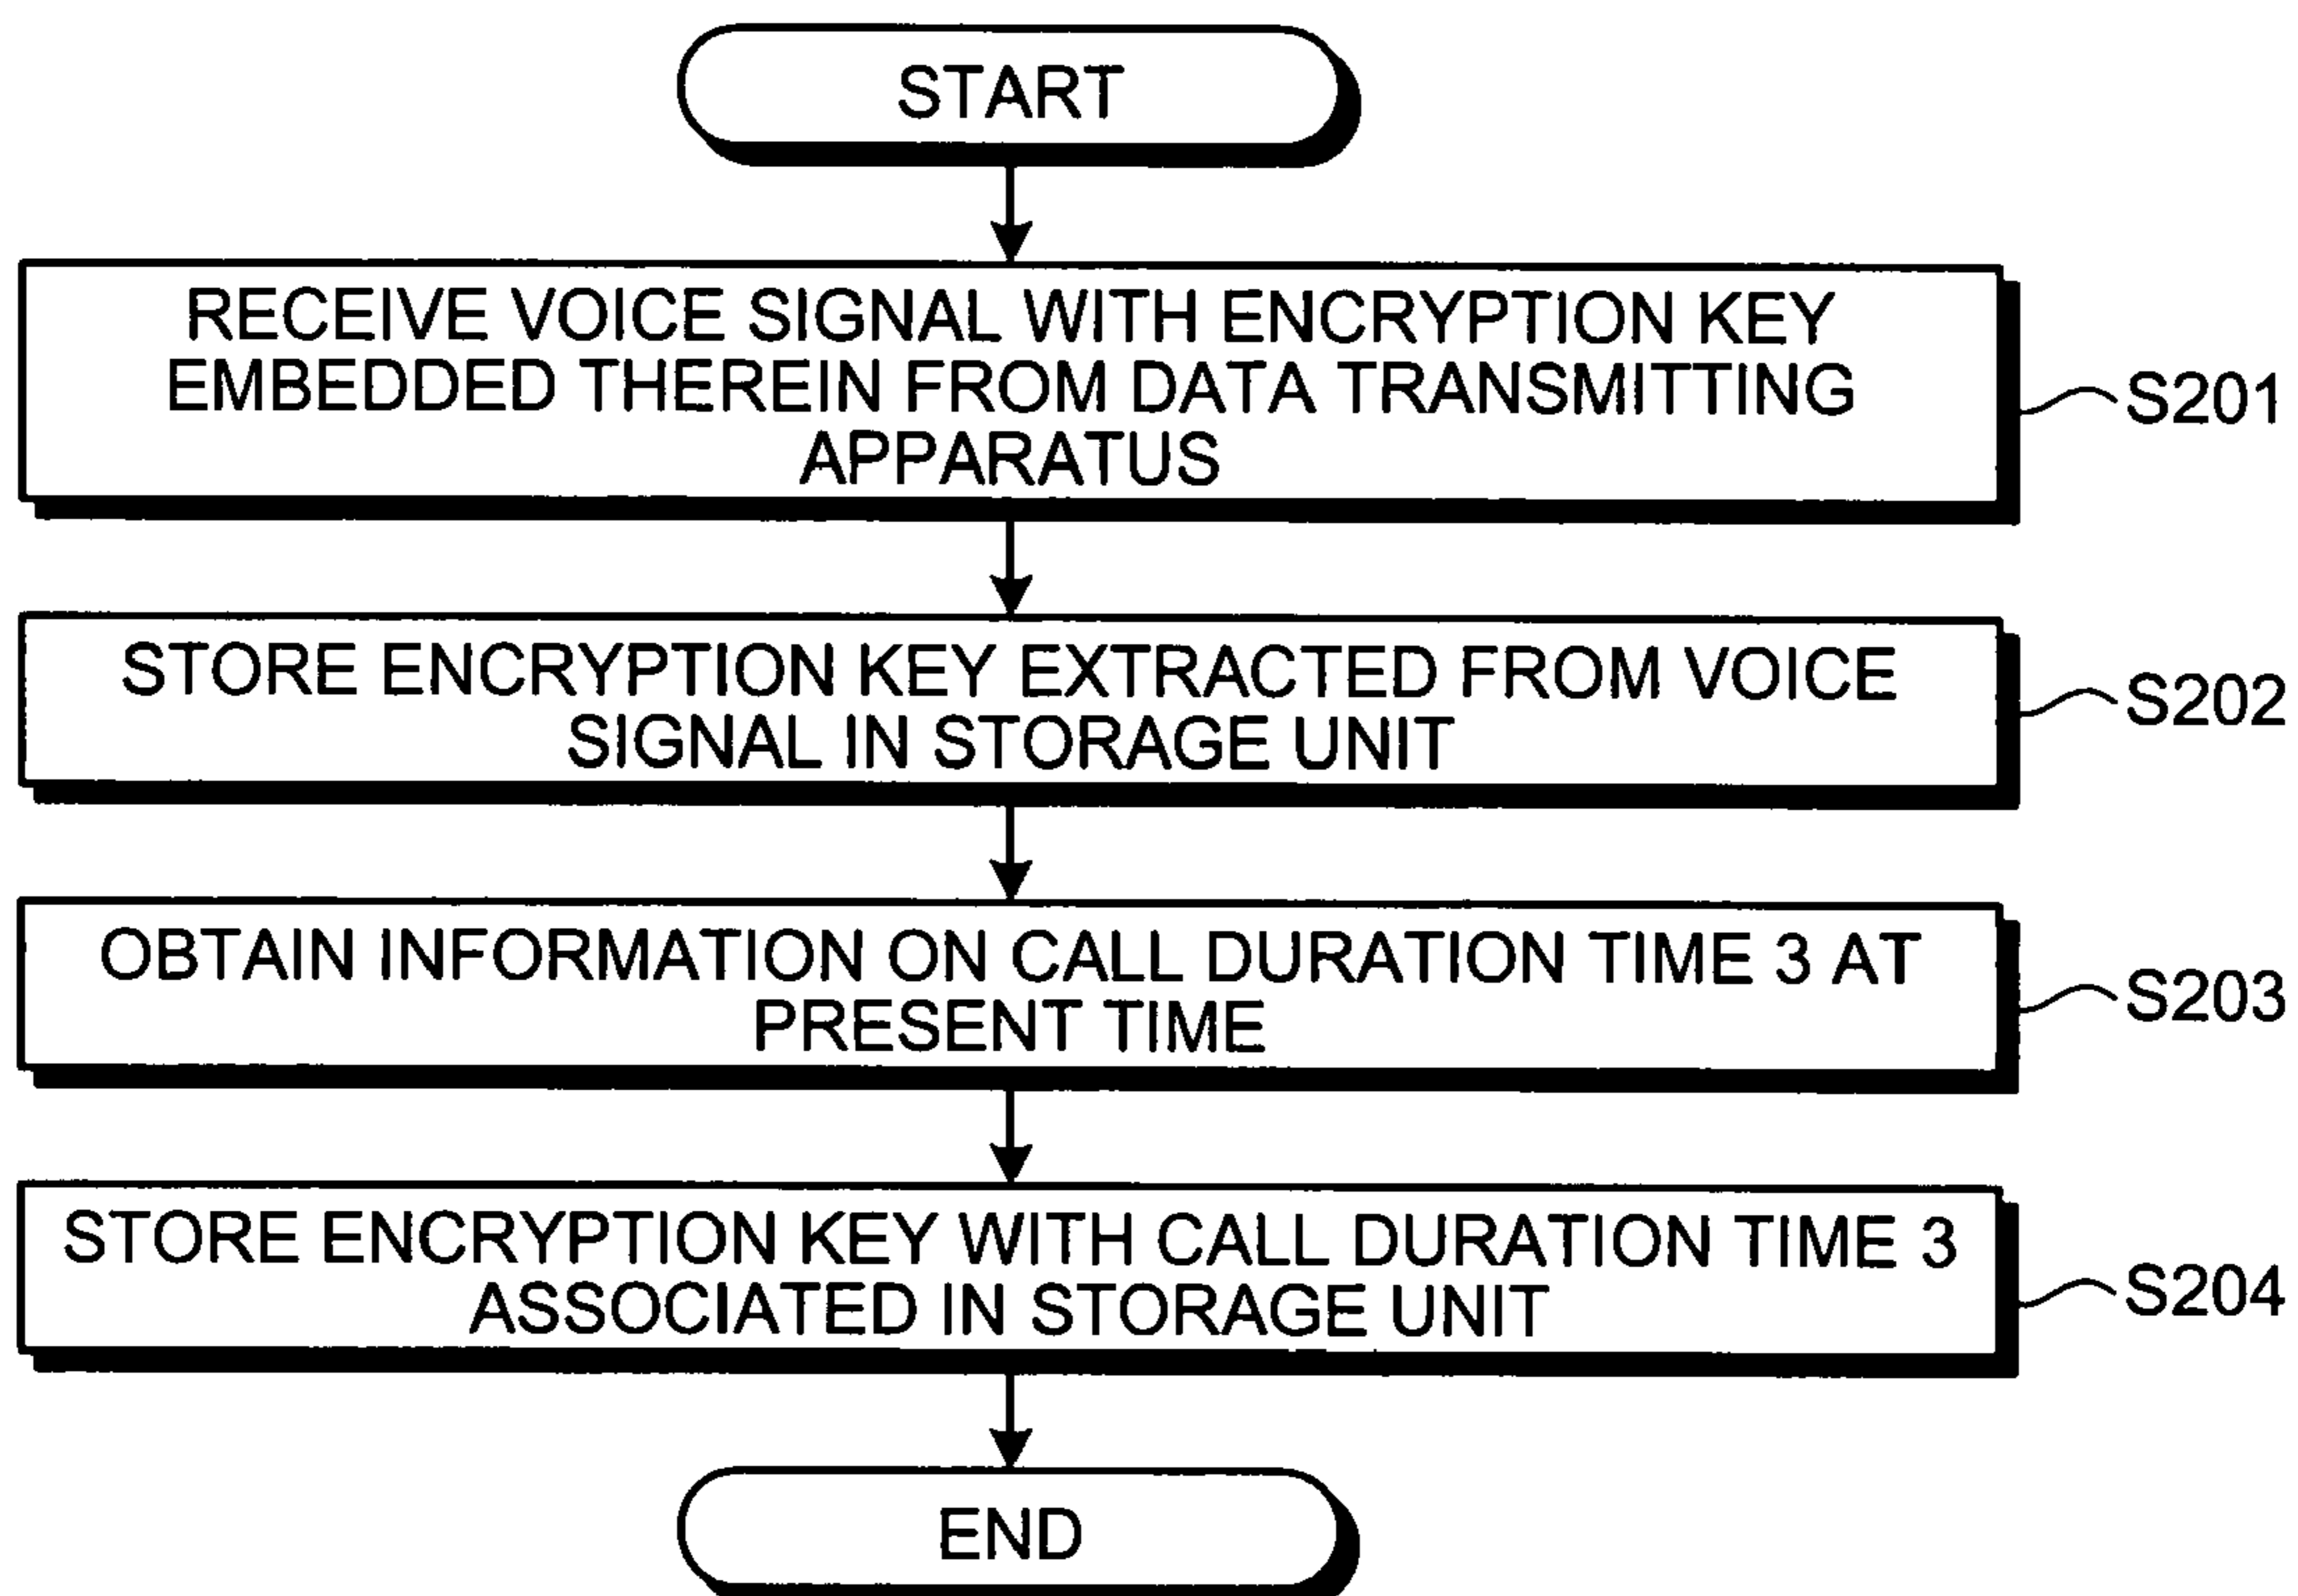 START
RECEIVE VOICE SIGNAL WITH ENCRYPTION KEY
EMBEDDED THEREIN FROM DATA TRANSMITTING
APPARATUS
S201
STORE ENCRYPTION KEY EXTRACTED FROM VOICE
SIGNAL IN STORAGE UNIT
S202
OBTAIN INFORMATION ON CALL DURATION TIME 3 AT
PRESENT TIME
S203
STORE ENCRYPTION KEY WITH CALL DURATION TIME 3
ASSOCIATED IN STORAGE UNIT
S204
END